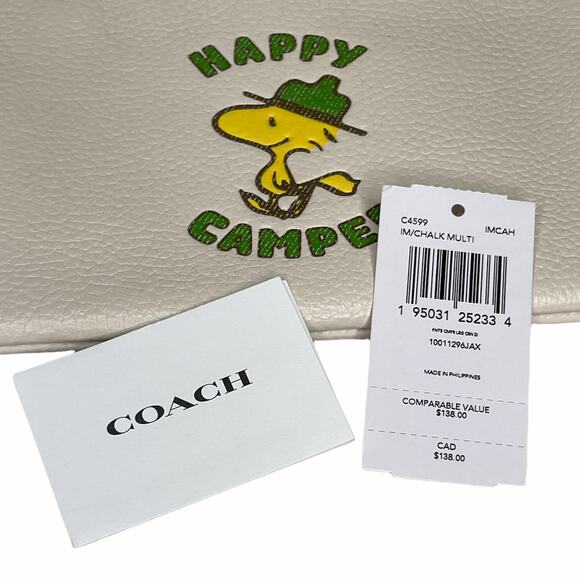 HAPPY
CAMPE
COACH
C4599 IMCAH
IM/CHALK MULTI
1 95031 25233 4
10011296JAX
MADE IN PHILIPPINES
COMPARABLE VALUE
$138.00
CAD
$138.00